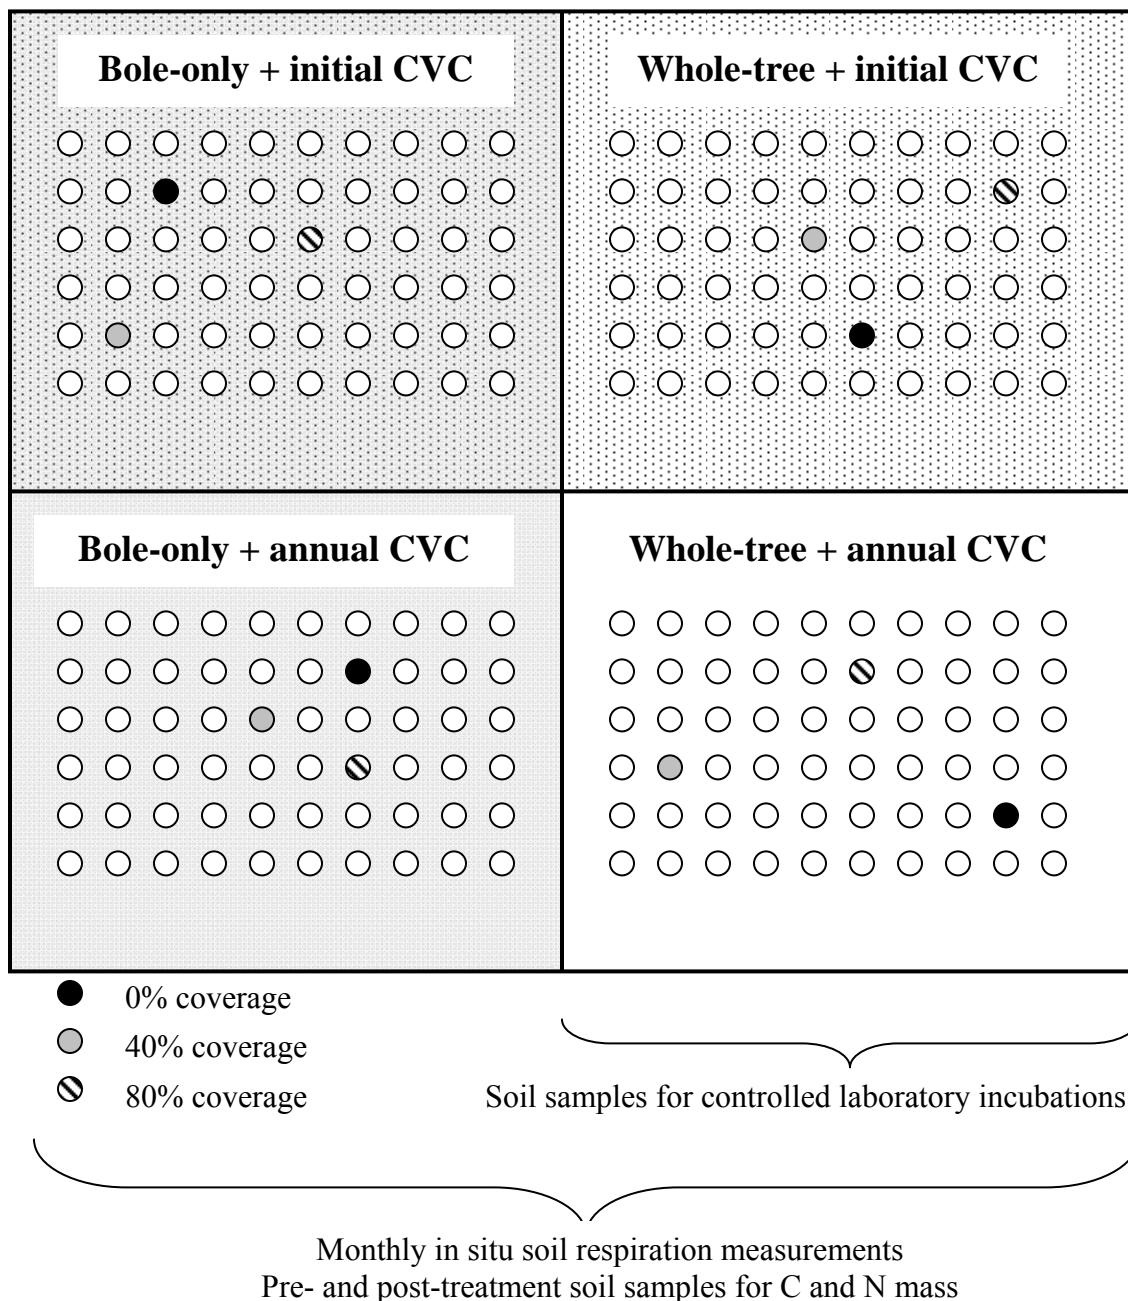 Bole-only + initial CVC
Whole-tree + initial CVC
Bole-only + annual CVC
Whole-tree + annual CVC
0% coverage
40% coverage
80% coverage
Soil samples for controlled laboratory incubations
Monthly in situ soil respiration measurements
Pre- and post-treatment soil samples for C and N mass